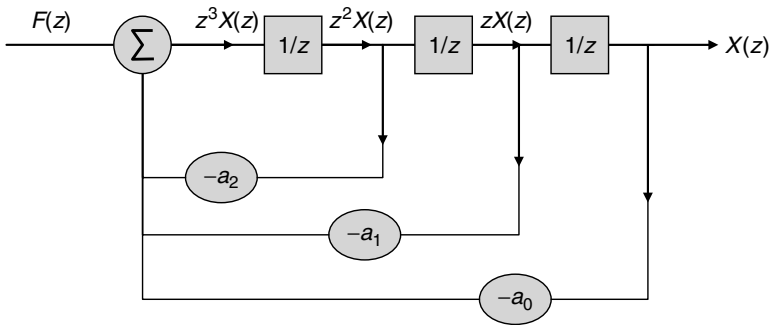 F(z) ∑ z³X(z) 1/z z²X(z) 1/z zX(z) 1/z X(z)
−a₂
−a₁
−a₀